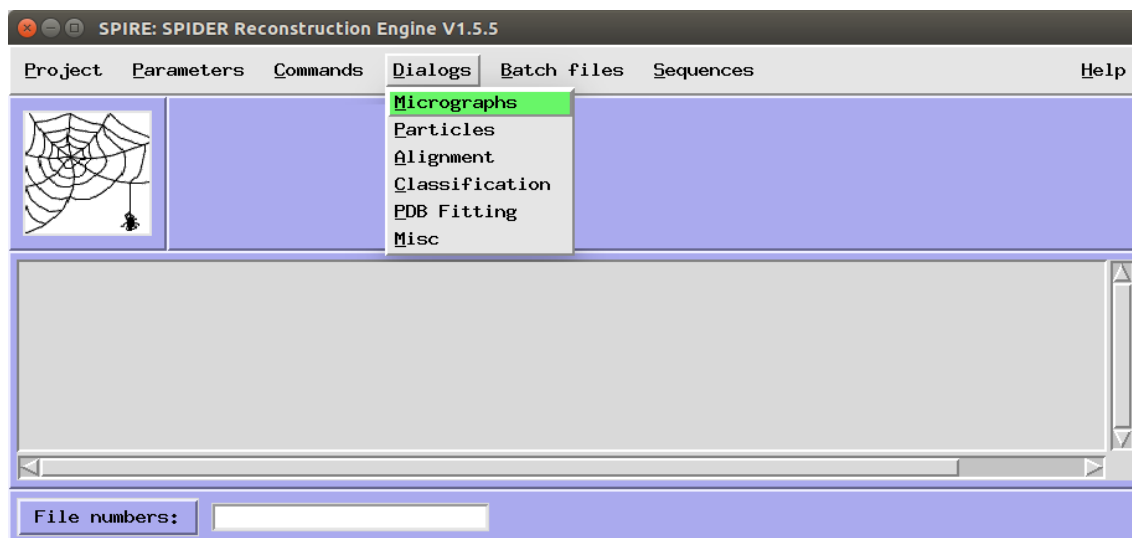 SPIRE: SPIDER Reconstruction Engine V1.5.5
Project Parameters Commands Dialogs Batch files Sequences Help
Micrographs
Particles
Alignment
Classification
PDB Fitting
Misc
File numbers: